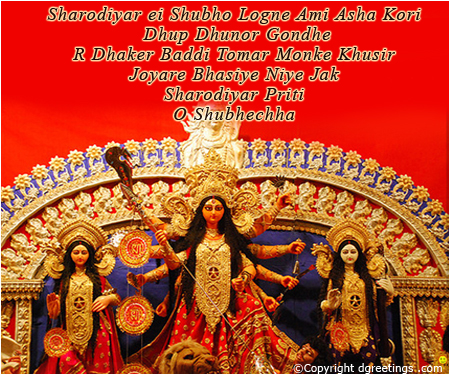 Sharodiyar ei Shubho Logne Ami Asha Kori
Dhup Dhunor Gondhe
R Dhaker Baddi Tomar Monke Khusir
Joyare Bhasiye Niye Jak
Sharodiyar Priti
O Shubhechha
©Copyright dgreetings..com